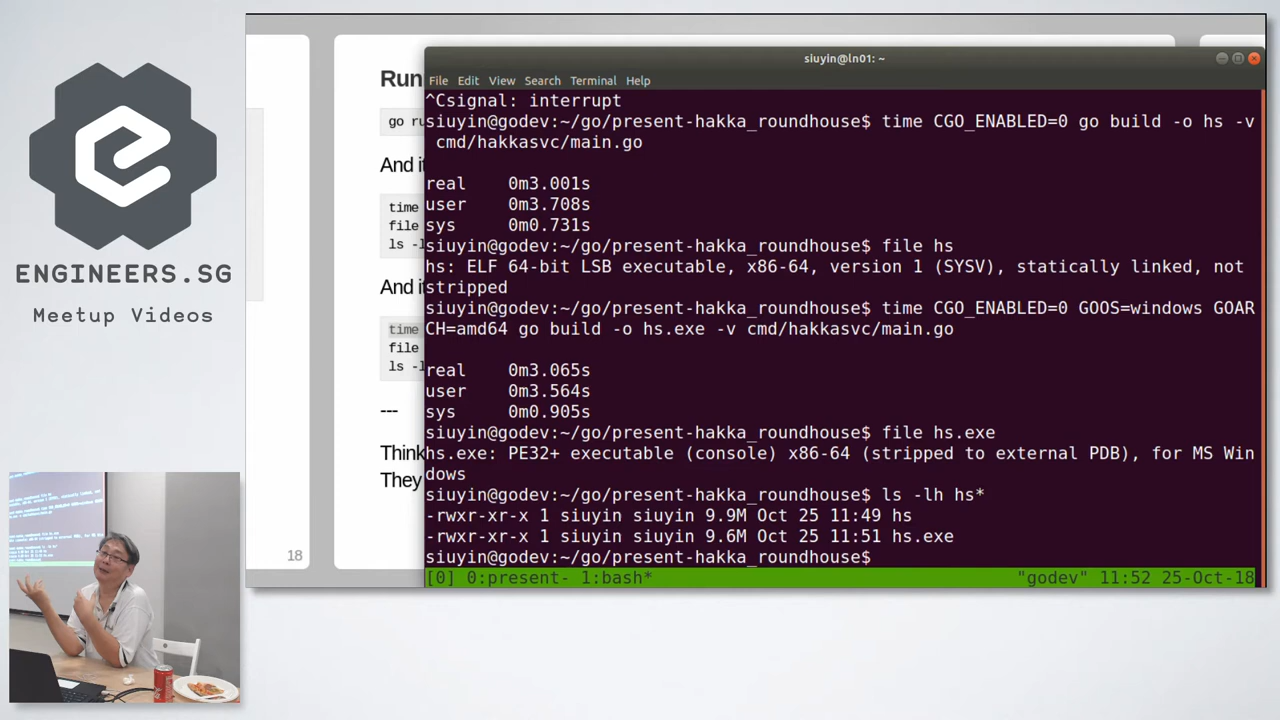 ENGINEERS.SG
Meetup Videos
Run
go ru
And it
time
file
ls -l
And it
time
file
ls -l
---
Think
They
18
siuyin@ln01: ~
File Edit View Search Terminal Help
^Csignal: interrupt
siuyin@godev:~/go/present-hakka_roundhouse$ time CGO_ENABLED=0 go build -o hs -v
cmd/hakkasvc/main.go
real 0m3.001s
user 0m3.708s
sys 0m0.731s
siuyin@godev:~/go/present-hakka_roundhouse$ file hs
hs: ELF 64-bit LSB executable, x86-64, version 1 (SYSV), statically linked, not
stripped
siuyin@godev:~/go/present-hakka_roundhouse$ time CGO_ENABLED=0 GOOS=windows GOAR
CH=amd64 go build -o hs.exe -v cmd/hakkasvc/main.go
real 0m3.065s
user 0m3.564s
sys 0m0.905s
siuyin@godev:~/go/present-hakka_roundhouse$ file hs.exe
hs.exe: PE32+ executable (console) x86-64 (stripped to external PDB), for MS Win
dows
siuyin@godev:~/go/present-hakka_roundhouse$ ls -lh hs*
-rwxr-xr-x 1 siuyin siuyin 9.9M Oct 25 11:49 hs
-rwxr-xr-x 1 siuyin siuyin 9.6M Oct 25 11:51 hs.exe
siuyin@godev:~/go/present-hakka_roundhouse$
[0] 0:present- 1:bash* "godev" 11:52 25-Oct-18